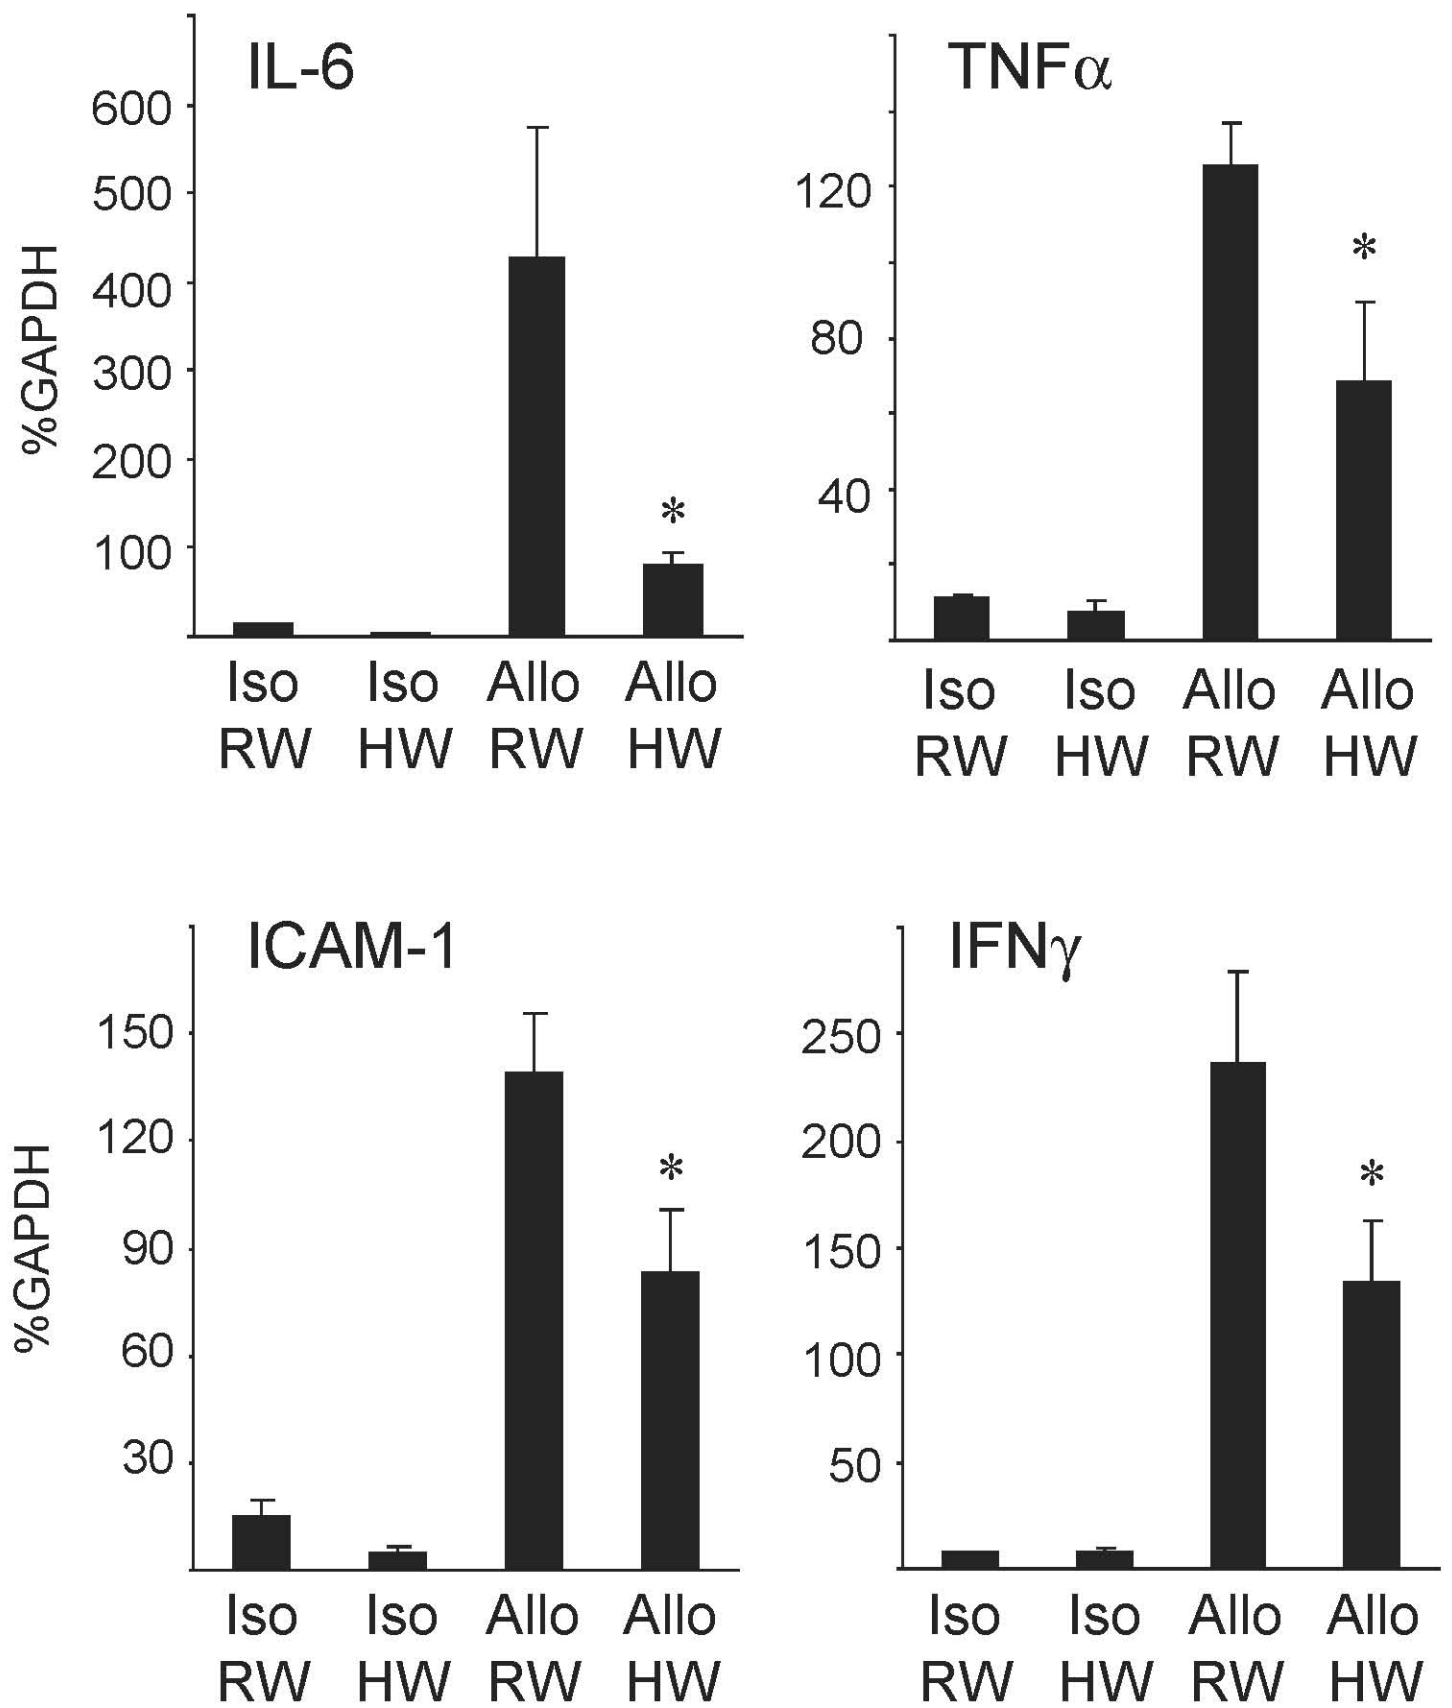 IL-6
%GAPDH
600
500
400
300
200
100
*
Iso Iso Allo Allo
RW HW RW HW
TNFα
120
80
40
*
Iso Iso Allo Allo
RW HW RW HW
ICAM-1
%GAPDH
150
120
90
60
30
*
Iso Iso Allo Allo
RW HW RW HW
IFNγ
250
200
150
100
50
*
Iso Iso Allo Allo
RW HW RW HW